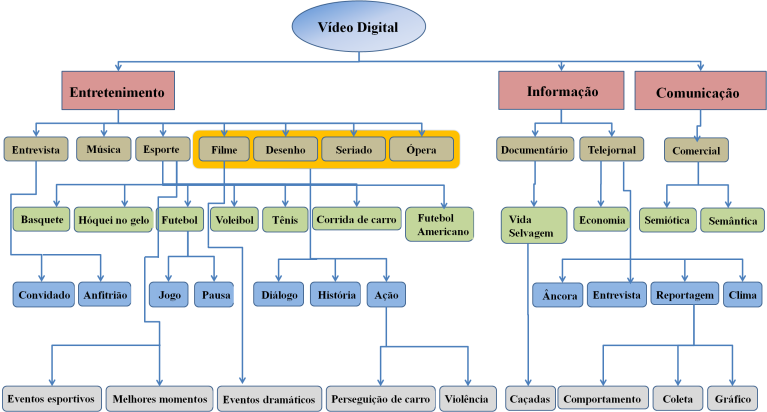 Vídeo Digital
Entretenimento
Informação
Comunicação
Entrevista
Música
Esporte
Filme
Desenho
Seriado
Ópera
Documentário
Telejornal
Comercial
Basquete
Hóquei no gelo
Futebol
Voleibol
Tênis
Corrida de carro
Futebol
Americano
Vida
Selvagem
Economia
Semiótica
Semântica
Convidado
Anfitrião
Jogo
Pausa
Diálogo
História
Ação
Âncora
Entrevista
Reportagem
Clima
Eventos esportivos
Melhores momentos
Eventos dramáticos
Perseguição de carro
Violência
Caçadas
Comportamento
Coleta
Gráfico